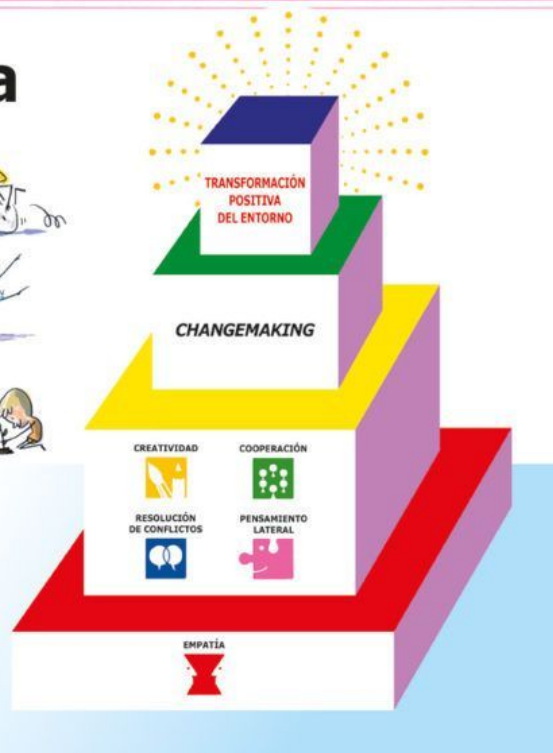 a
TRANSFORMACIÓN
POSITIVA
DEL ENTORNO
CHANGEMAKING
CREATIVIDAD
COOPERACIÓN
RESOLUCIÓN
DE CONFLICTOS
PENSAMIENTO
LATERAL
EMPATÍA